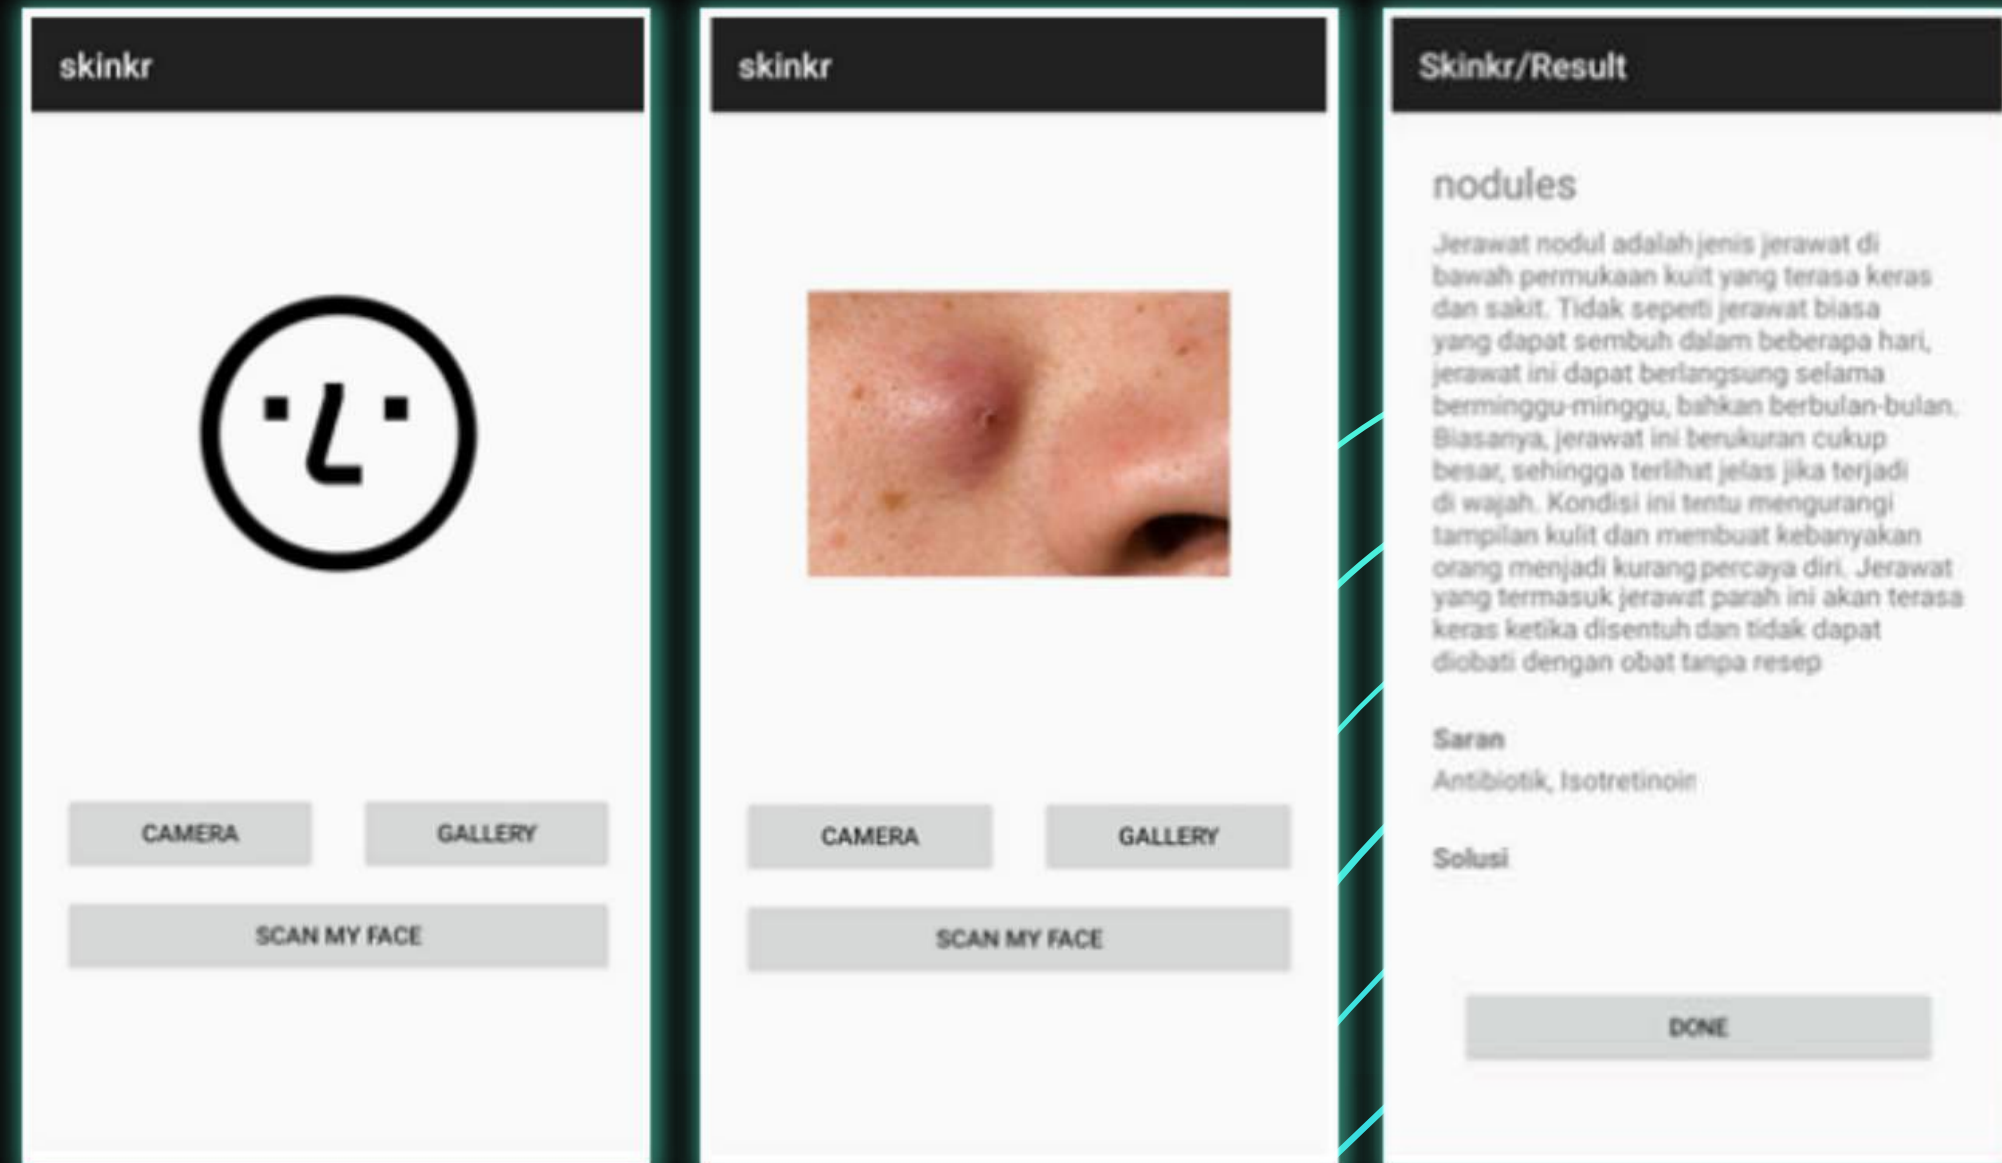 skinkr
CAMERA
GALLERY
SCAN MY FACE
skinkr
CAMERA
GALLERY
SCAN MY FACE
Skinkr/Result
nodules
Jerawat nodul adalah jenis jerawat di
bawah permukaan kulit yang terasa keras
dan sakit. Tidak seperti jerawat biasa
yang dapat sembuh dalam beberapa hari,
jerawat ini dapat berlangsung selama
berminggu-minggu, bahkan berbulan-bulan.
Biasanya, jerawat ini berukuran cukup
besar, sehingga terlihat jelas jika terjadi
di wajah. Kondisi ini tentu mengurangi
tampilan kulit dan membuat kebanyakan
orang menjadi kurang percaya diri. Jerawat
yang termasuk jerawat parah ini akan terasa
keras ketika disentuh dan tidak dapat
diobati dengan obat tanpa resep
Saran
Antibiotik, Isotretinoin
Solusi
DONE